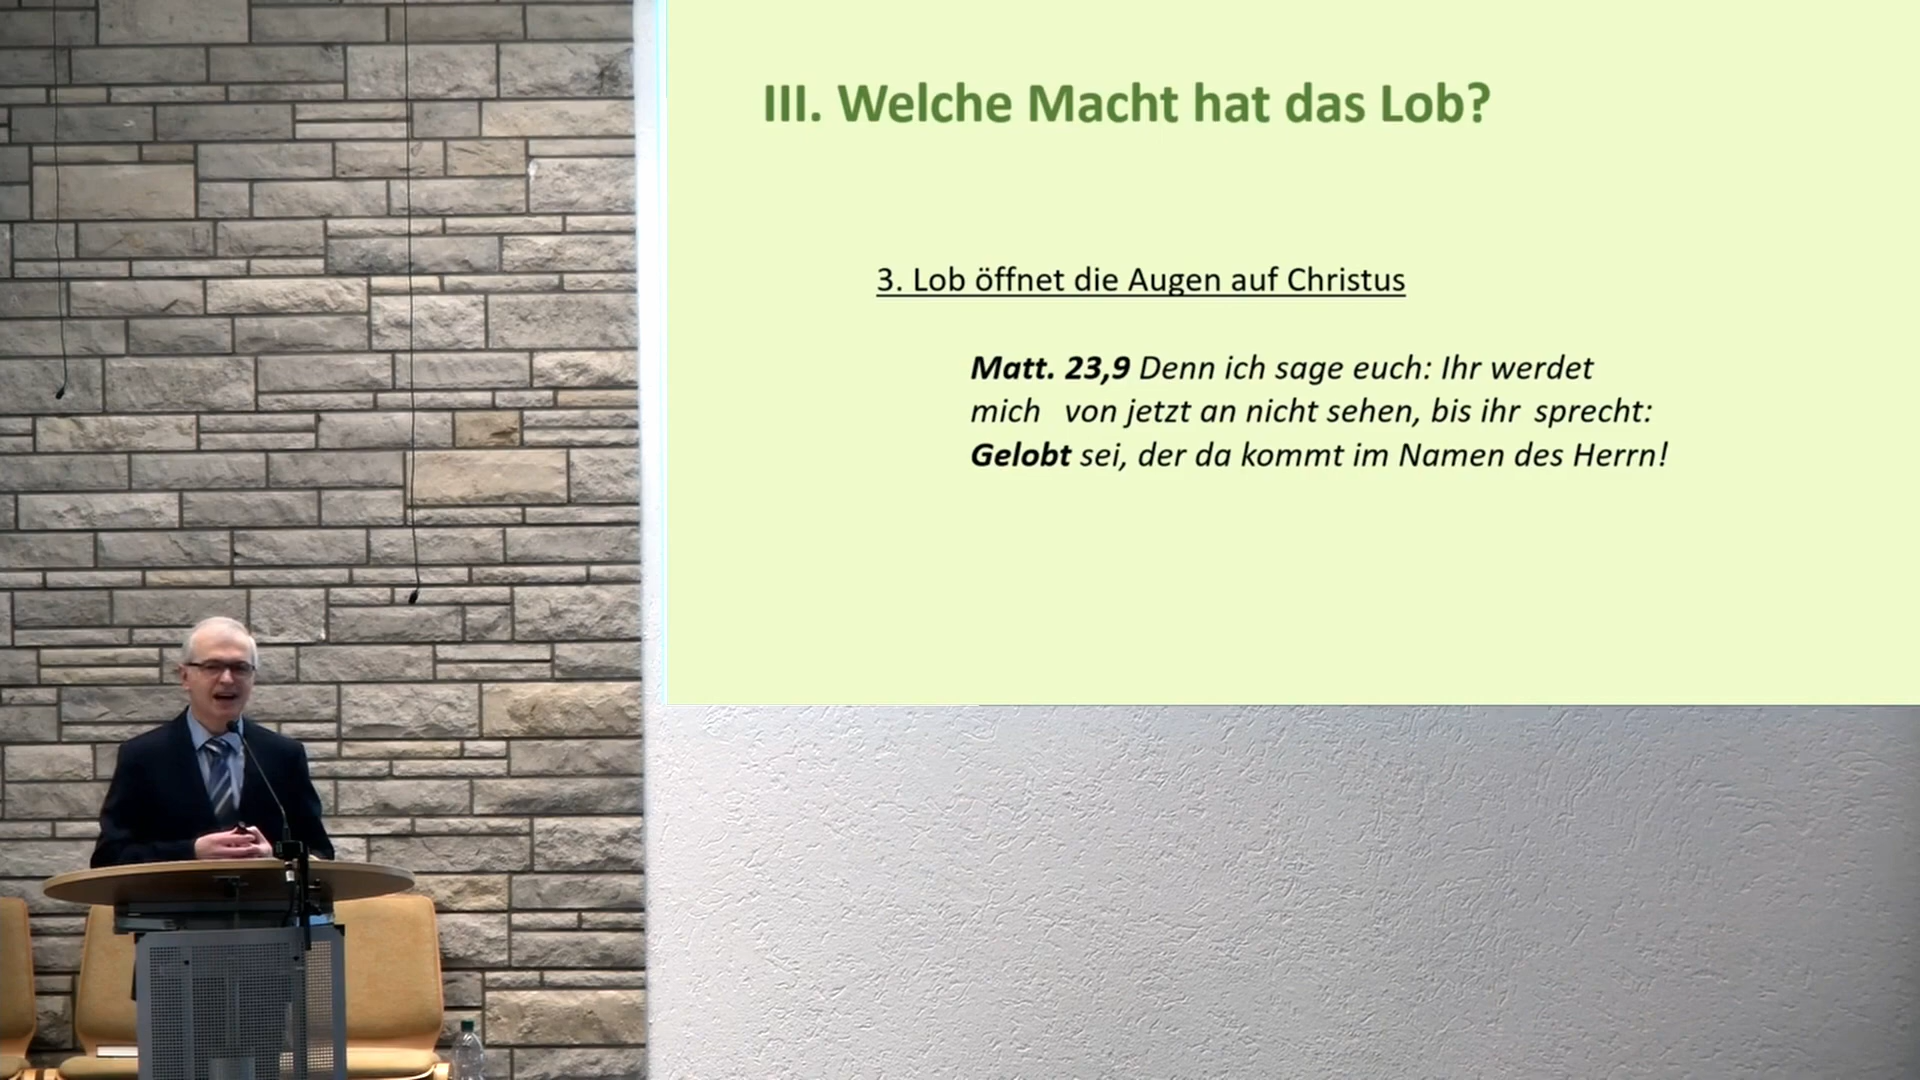 III. Welche Macht hat das Lob?
3. Lob öffnet die Augen auf Christus
Matt. 23,9 Denn ich sage euch: Ihr werdet
mich von jetzt an nicht sehen, bis ihr sprecht:
Gelobt sei, der da kommt im Namen des Herrn!